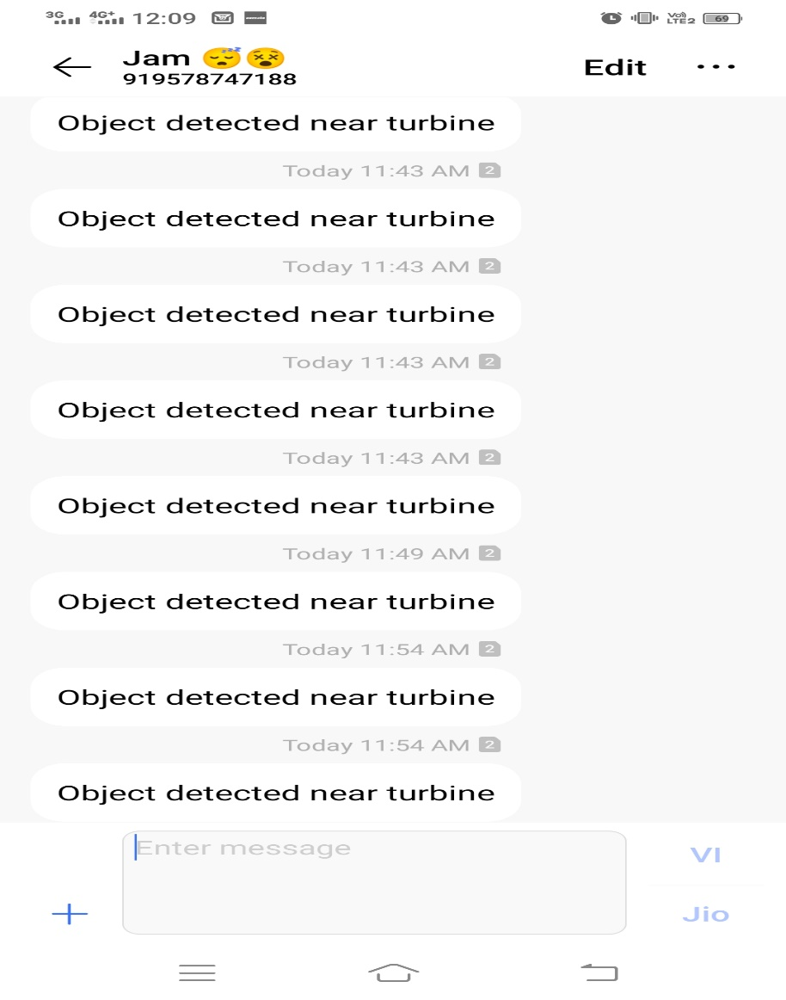 3G 4G+ 12:09 VoD LTE2 69
Jam 😴😵
919578747188
Edit
Object detected near turbine
Today 11:43 AM 2
Object detected near turbine
Today 11:43 AM 2
Object detected near turbine
Today 11:43 AM 2
Object detected near turbine
Today 11:43 AM 2
Object detected near turbine
Today 11:49 AM 2
Object detected near turbine
Today 11:54 AM 2
Object detected near turbine
Today 11:54 AM 2
Object detected near turbine
Enter message
VI
Jio